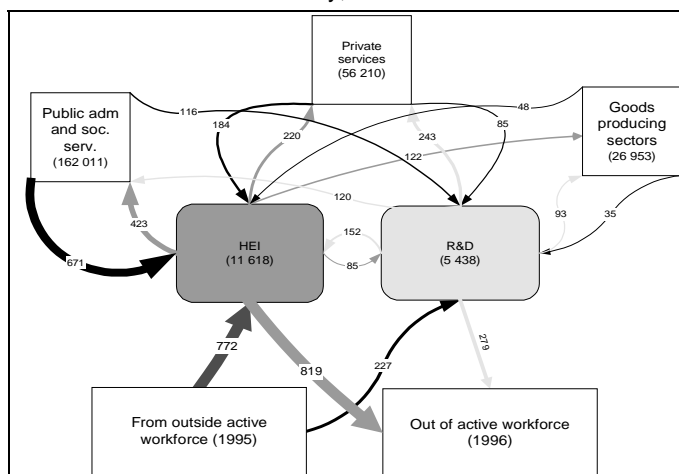 y,
Private
services
(56 210)
Public adm
and soc.
serv.
(162 011)
Goods
producing
sectors
(26 953)
116
184
220
48
243
85
122
120
423
671
152
85
93
35
HEI
(11 618)
R&D
(5 438)
772
819
227
279
From outside active
workforce (1995)
Out of active workforce
(1996)